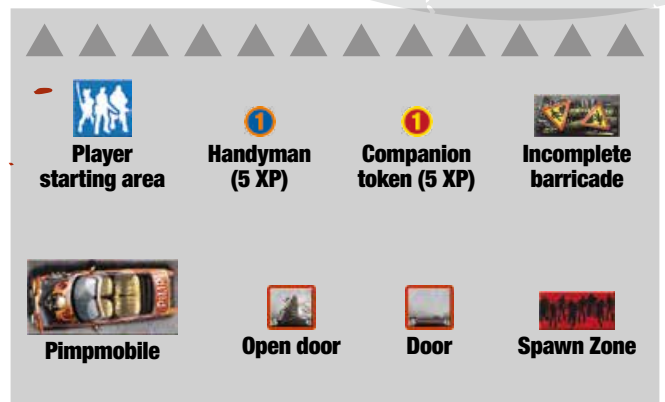 1
1
Player
starting area
Handyman
(5 XP)
Companion
token (5 XP)
Incomplete
barricade
Pimpmobile
Open door
Door
Spawn Zone